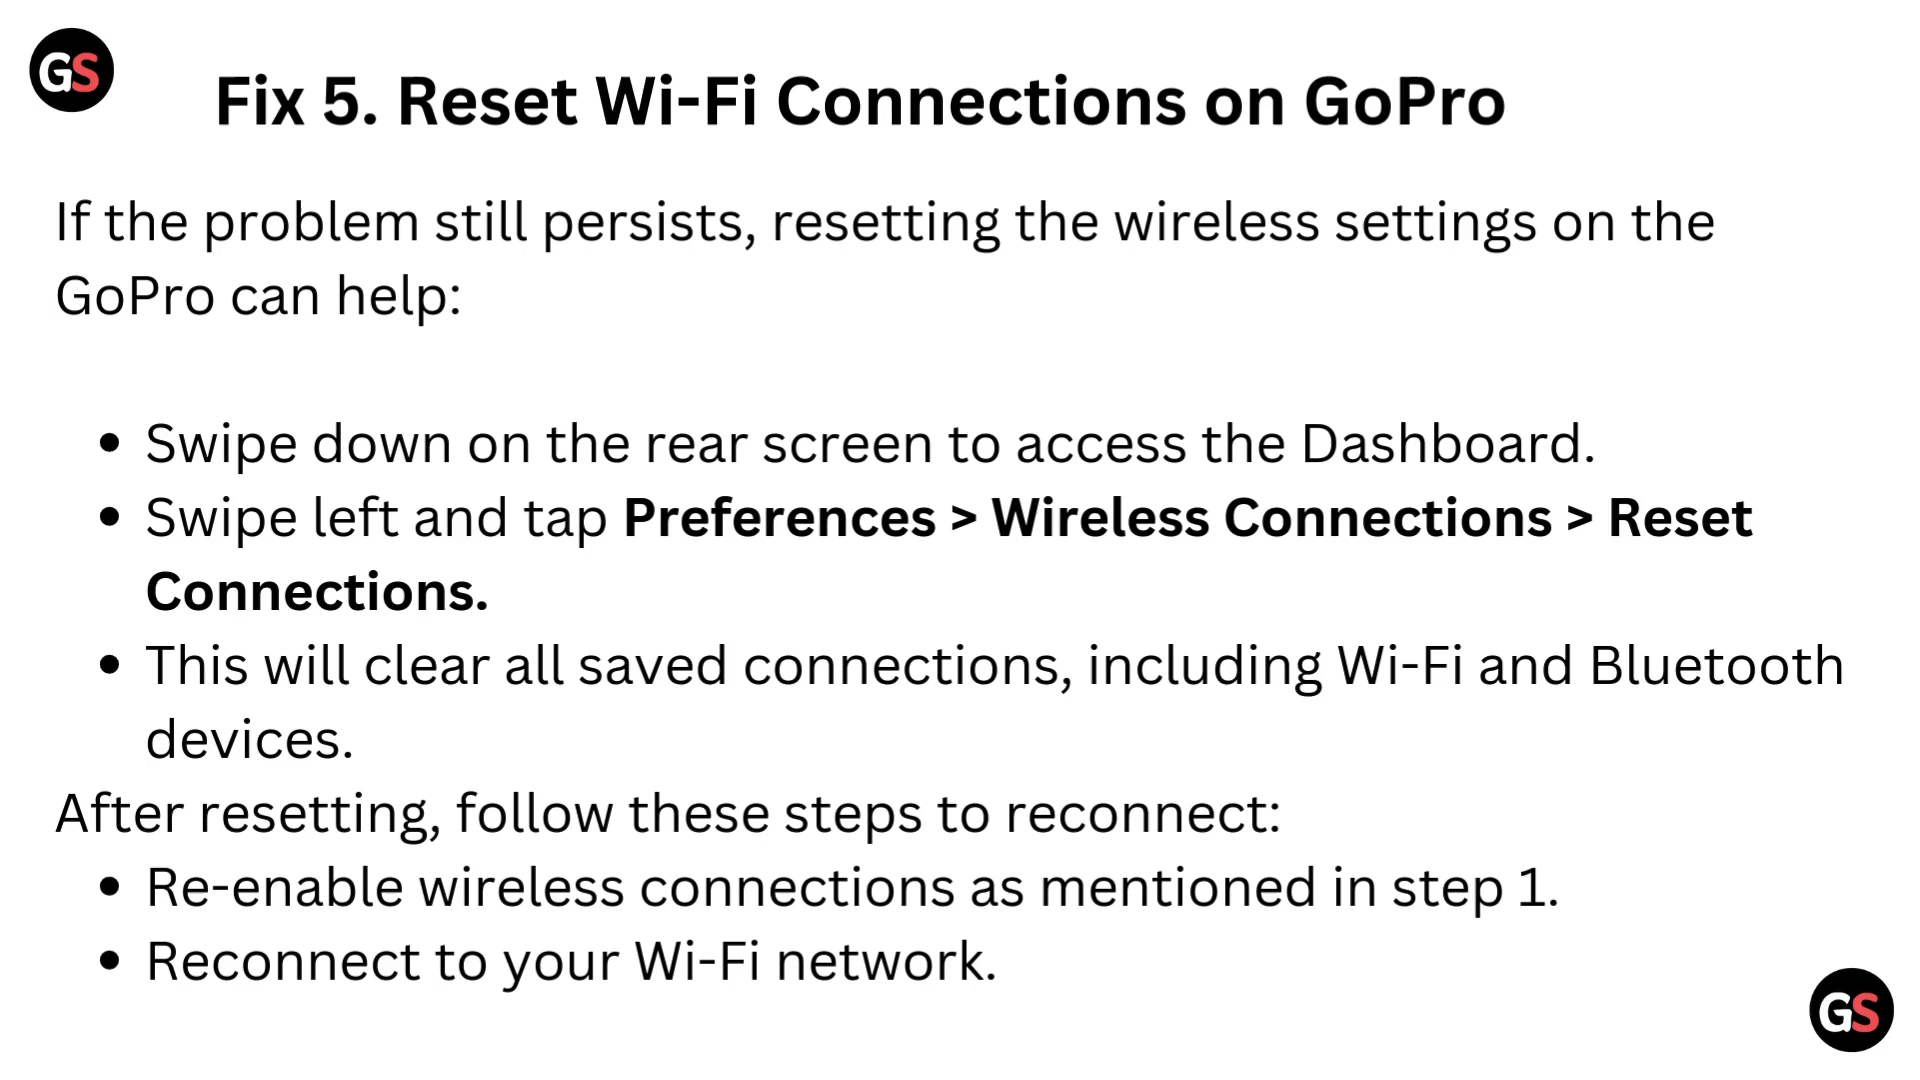 GS
Fix 5. Reset Wi-Fi Connections on GoPro
If the problem still persists, resetting the wireless settings on the
GoPro can help:
• Swipe down on the rear screen to access the Dashboard.
• Swipe left and tap Preferences > Wireless Connections > Reset
Connections.
• This will clear all saved connections, including Wi-Fi and Bluetooth
devices.
After resetting, follow these steps to reconnect:
• Re-enable wireless connections as mentioned in step 1.
• Reconnect to your Wi-Fi network.
GS